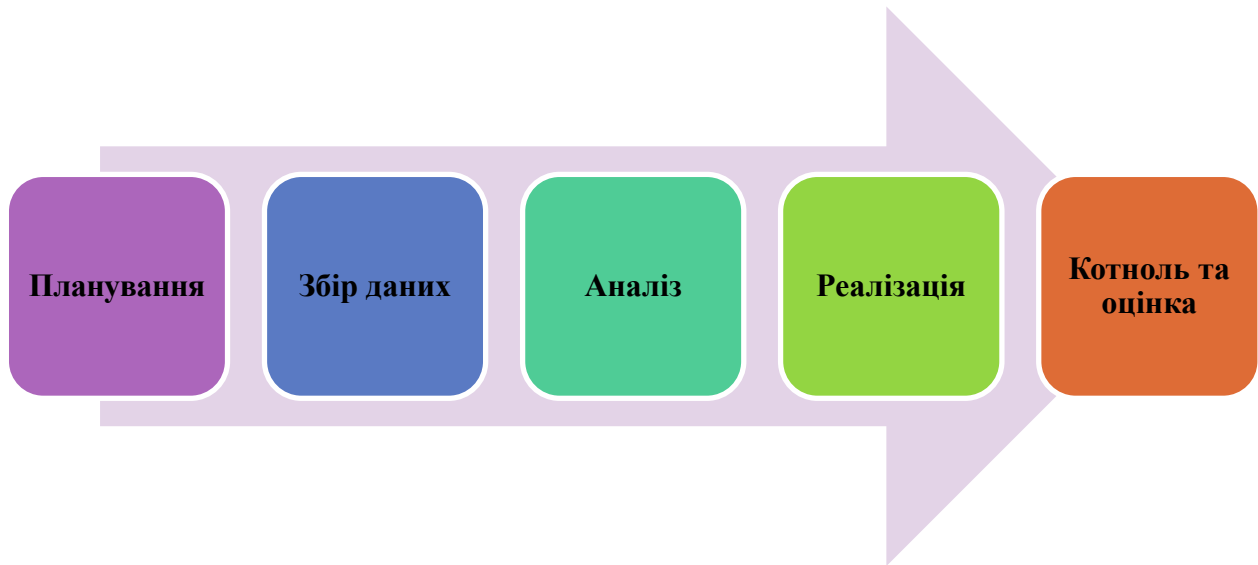 Планування
Збір даних
Аналіз
Реалізація
Котноль та
оцінка